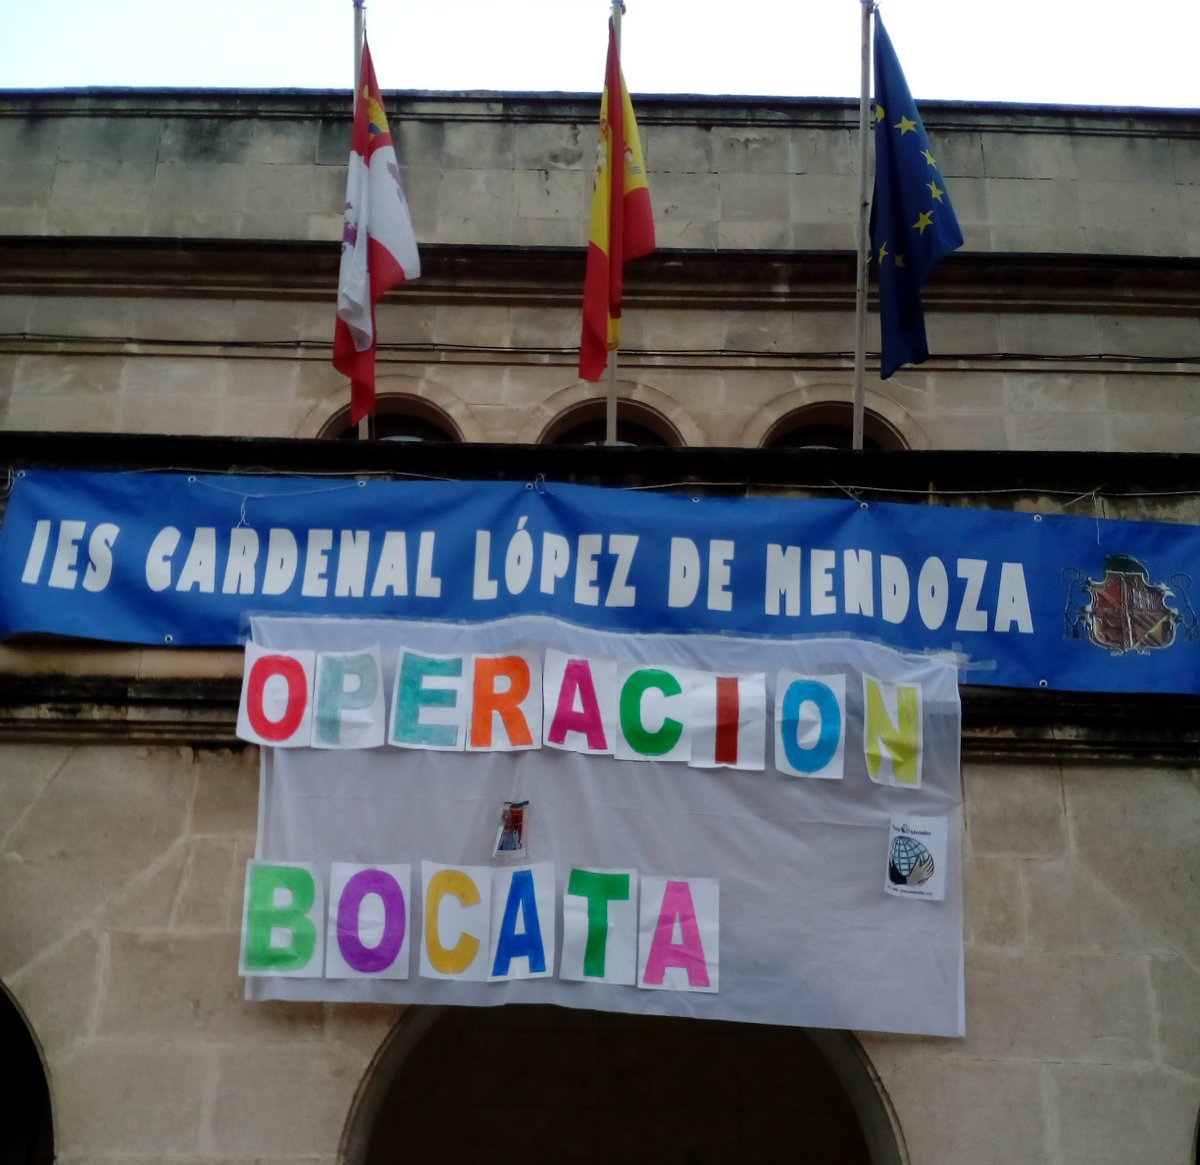 IES CARDENAL LÓPEZ DE MENDOZA
OPERACION
BOCATA